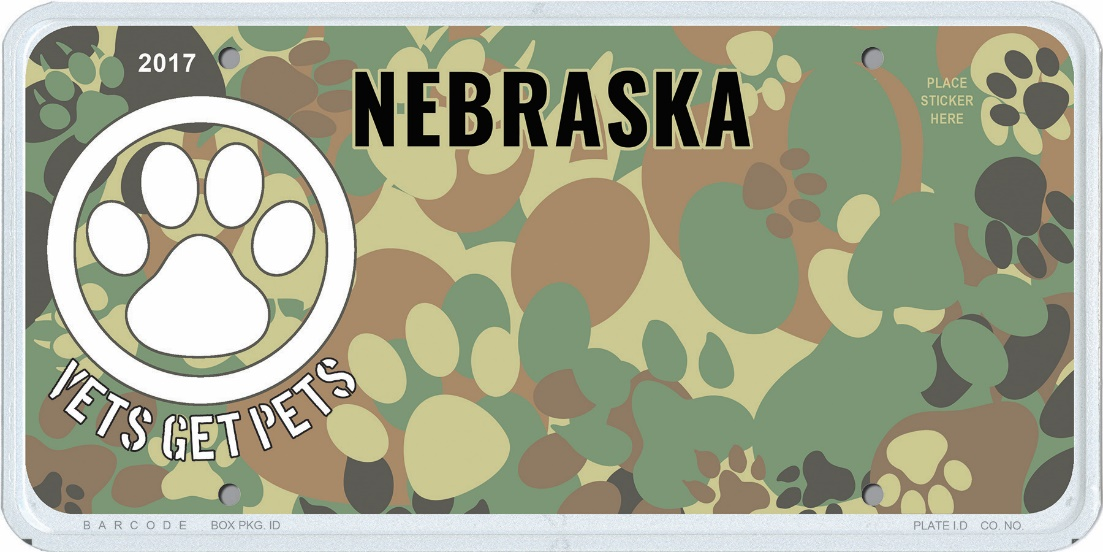 2017
NEBRASKA
PLACE
STICKER
HERE
VETS GET PETS
BARCODE BOX PKG. ID
PLATE I.D CO. NO.